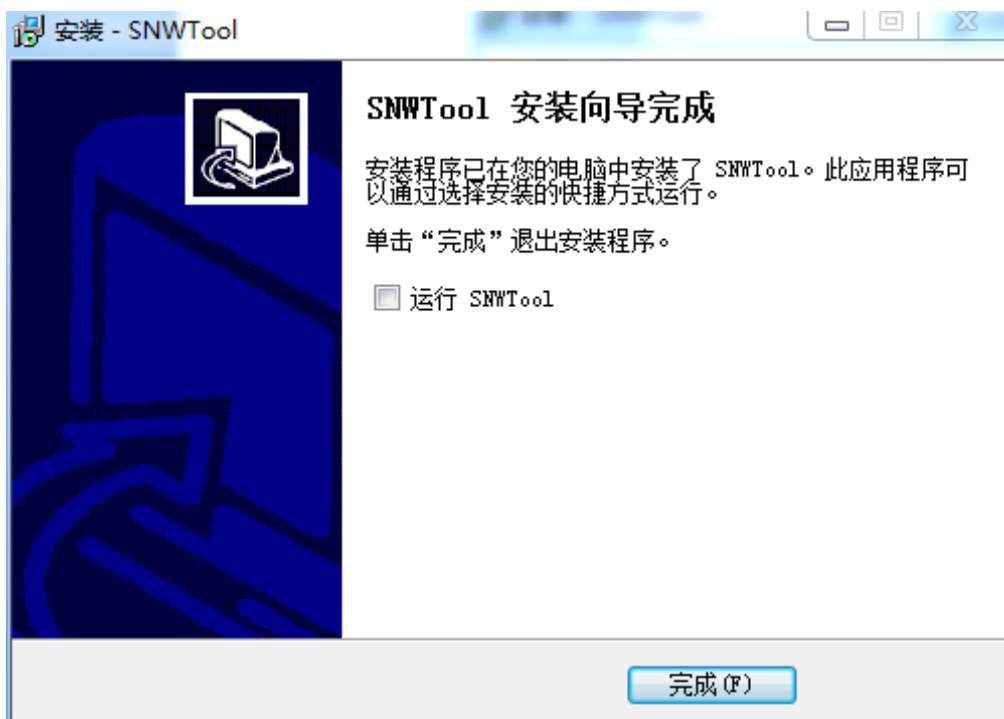 安装 - SNWTool
SNWTool 安装向导完成
安装程序已在您的电脑中安装了 SNWTool。此应用程序可
以通过选择安装的快捷方式运行。
单击“完成”退出安装程序。
运行 SNWTool
完成(F)